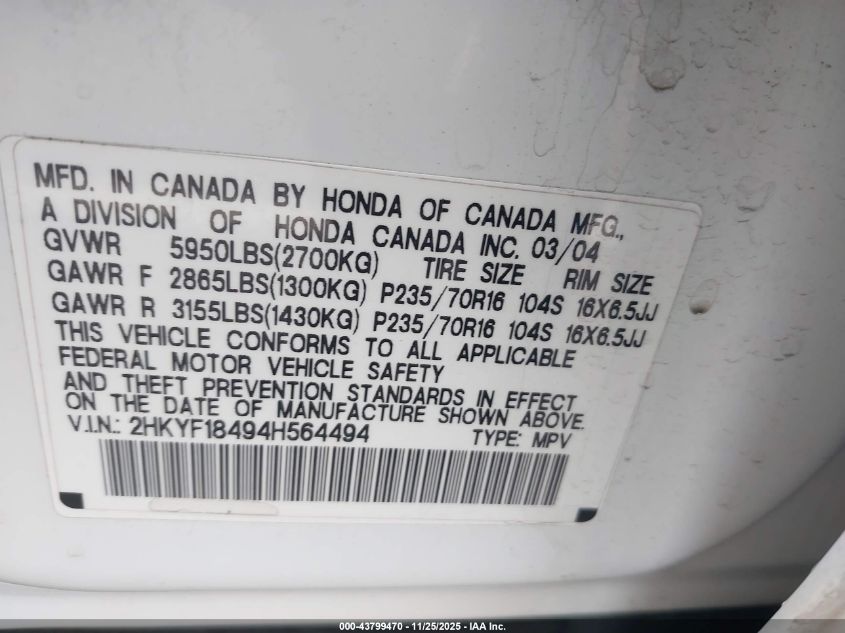 MFD. IN CANADA BY HONDA OF CANADA MFG.,
A DIVISION OF HONDA CANADA INC. 03/04
GVWR 5950LBS(2700KG) TIRE SIZE RIM SIZE
GAWR F 2865LBS(1300KG) P235/70R16 104S 16X6.5JJ
GAWR R 3155LBS(1430KG) P235/70R16 104S 16X6.5JJ
THIS VEHICLE CONFORMS TO ALL APPLICABLE
FEDERAL MOTOR VEHICLE SAFETY
AND THEFT PREVENTION STANDARDS IN EFFECT
ON THE DATE OF MANUFACTURE SHOWN ABOVE.
V.I.N.: 2HKYF18494H564494 TYPE: MPV
000-43799470 - 11/25/2025 - IAA Inc.